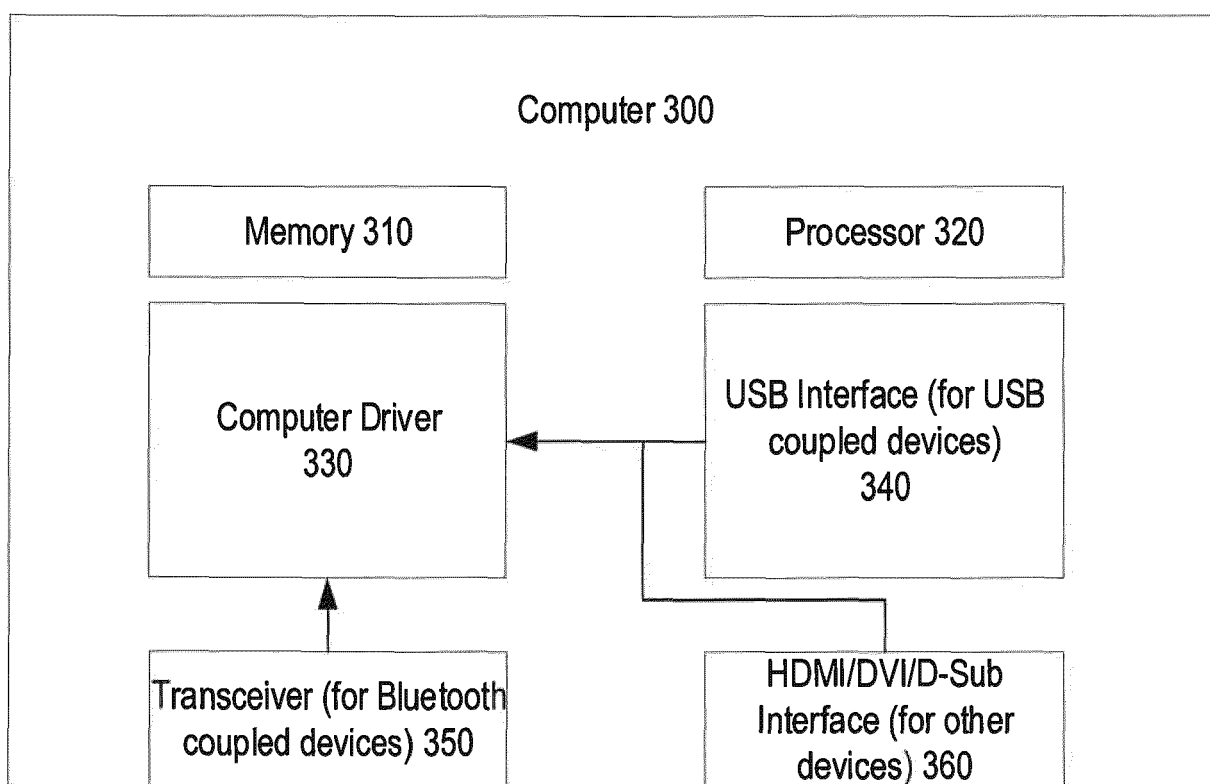 Computer 300
Memory 310
Processor 320
Computer Driver
330
USB Interface (for USB
coupled devices)
340
Transceiver (for Bluetooth
coupled devices) 350
HDMI/DVI/D-Sub
Interface (for other
devices) 360